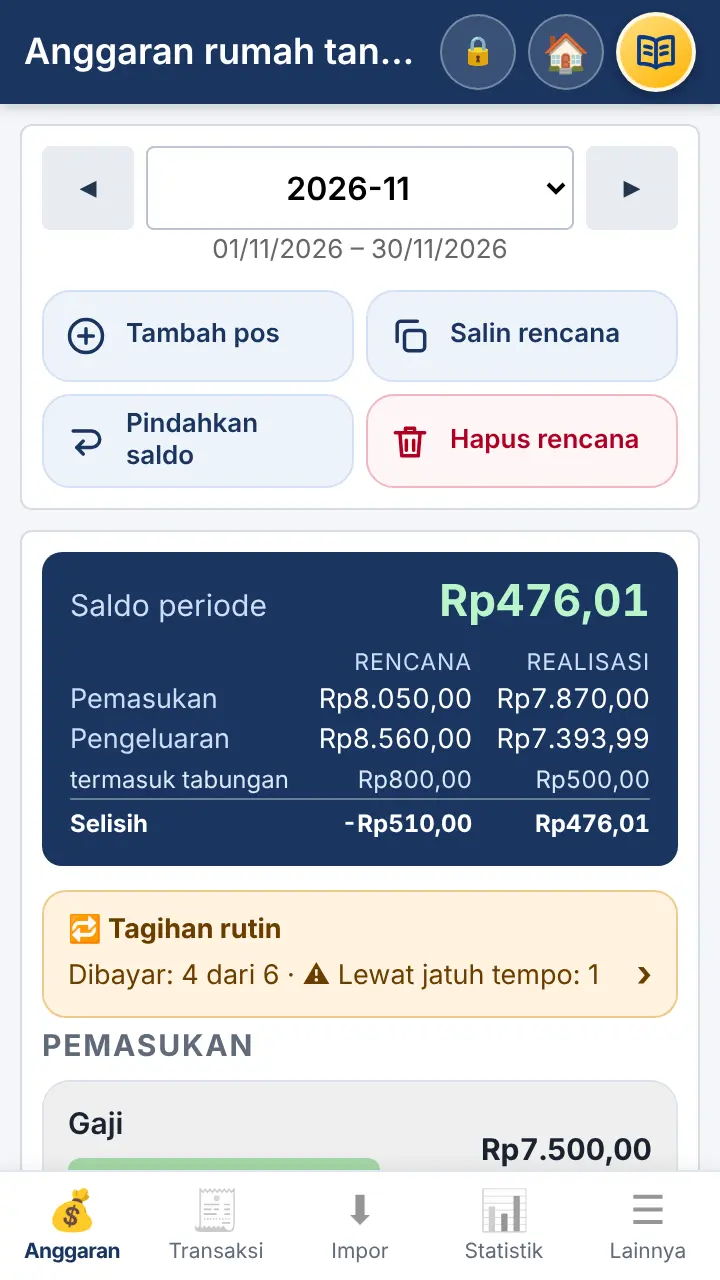 Anggaran rumah tan...
2026-11
01/11/2026 – 30/11/2026
Tambah pos
Salin rencana
Pindahkan
saldo
Hapus rencana
Saldo periode Rp476,01
RENCANA REALISASI
Pemasukan Rp8.050,00 Rp7.870,00
Pengeluaran Rp8.560,00 Rp7.393,99
termasuk tabungan Rp800,00 Rp500,00
Selisih -Rp510,00 Rp476,01
Tagihan rutin
Dibayar: 4 dari 6 · ⚠ Lewat jatuh tempo: 1 ›
PEMASUKAN
Gaji
Rp7.500,00
Anggaran Transaksi Impor Statistik Lainnya